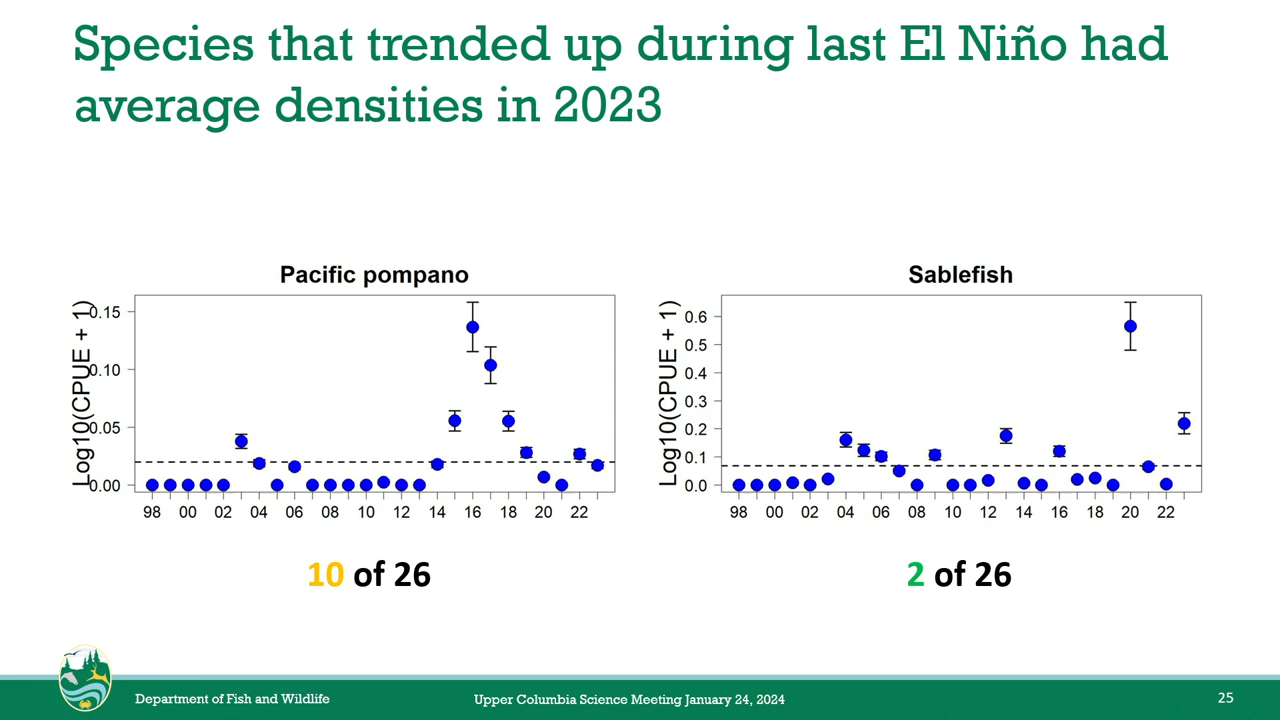 Species that trended up during last El Niño had
average densities in 2023
Pacific pompano
Log10(CPUE + 1)
0.15
0.10
0.05
0.00
98 00 02 04 06 08 10 12 14 16 18 20 22
10 of 26
Sablefish
Log10(CPUE + 1)
0.6
0.5
0.4
0.3
0.2
0.1
0.0
98 00 02 04 06 08 10 12 14 16 18 20 22
2 of 26
Department of Fish and Wildlife
Upper Columbia Science Meeting January 24, 2024
25